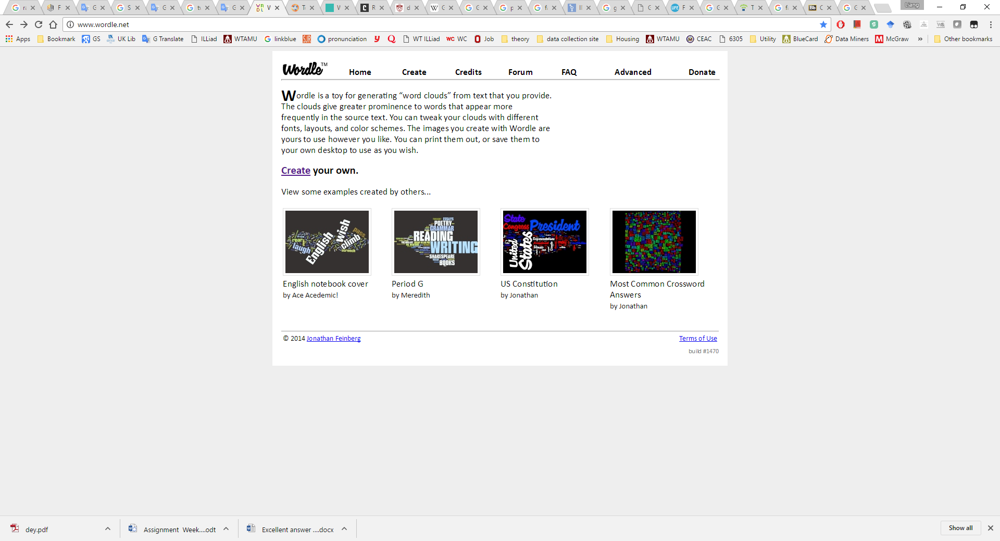 Liang
www.wordle.net
Apps Bookmark GS UK Lib G Translate ILLiad WTAMU linkblue SJR pronunciation WT ILLiad WC WC Job theory data collection site Housing WTAMU CEAC 6305 Utility BlueCard Data Miners McGraw » Other bookmarks
Wordle™ Home Create Credits Forum FAQ Advanced Donate
Wordle is a toy for generating “word clouds” from text that you provide.
The clouds give greater prominence to words that appear more
frequently in the source text. You can tweak your clouds with different
fonts, layouts, and color schemes. The images you create with Wordle are
yours to use however you like. You can print them out, or save them to
your own desktop to use as you wish.
Create your own.
View some examples created by others...
English wish climb laugh roar pass screech
ESSAYS POETRY GRAMMAR READING WRITING SHAKESPEARE BOOKS
State Congress President United States Representatives House
English notebook cover
by Ace Acedemic!
Period G
by Meredith
US Constitution
by Jonathan
Most Common Crossword
Answers
by Jonathan
© 2014 Jonathan Feinberg Terms of Use
build #1470
dey.pdf Assignment Week....odt Excellent answer ....docx Show all